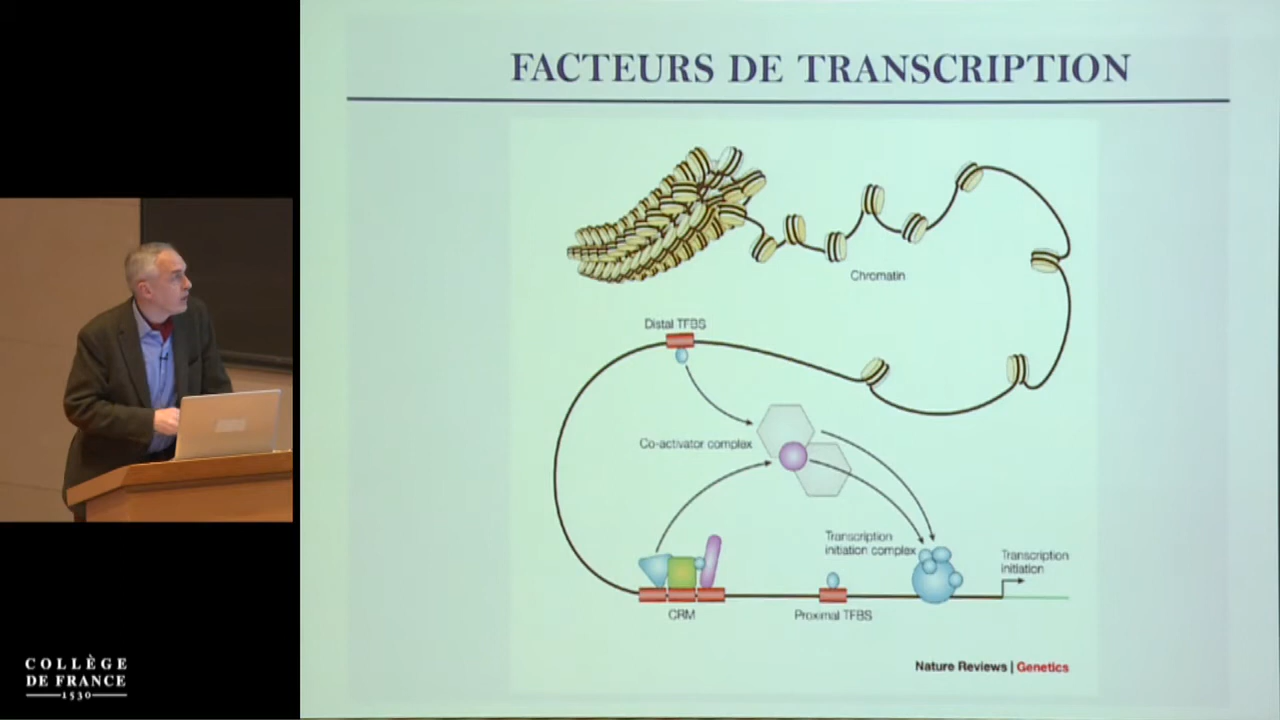 FACTEURS DE TRANSCRIPTION
Chromatin
Distal TFBS
Co-activator complex
Transcription
initiation complex
Transcription
initiation
CRM
Proximal TFBS
Nature Reviews | Genetics
COLLÈGE
DE FRANCE
1530